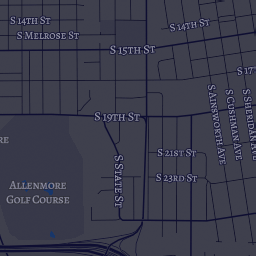 S 14th St
S 14th St
S Melrose St
S 15th St
S 17
S 19th St
S Ainsworth Ave
S Cushman Ave
S Sheridan Ave
S 21st St
S State St
S 23rd St
Allenmore
Golf Course